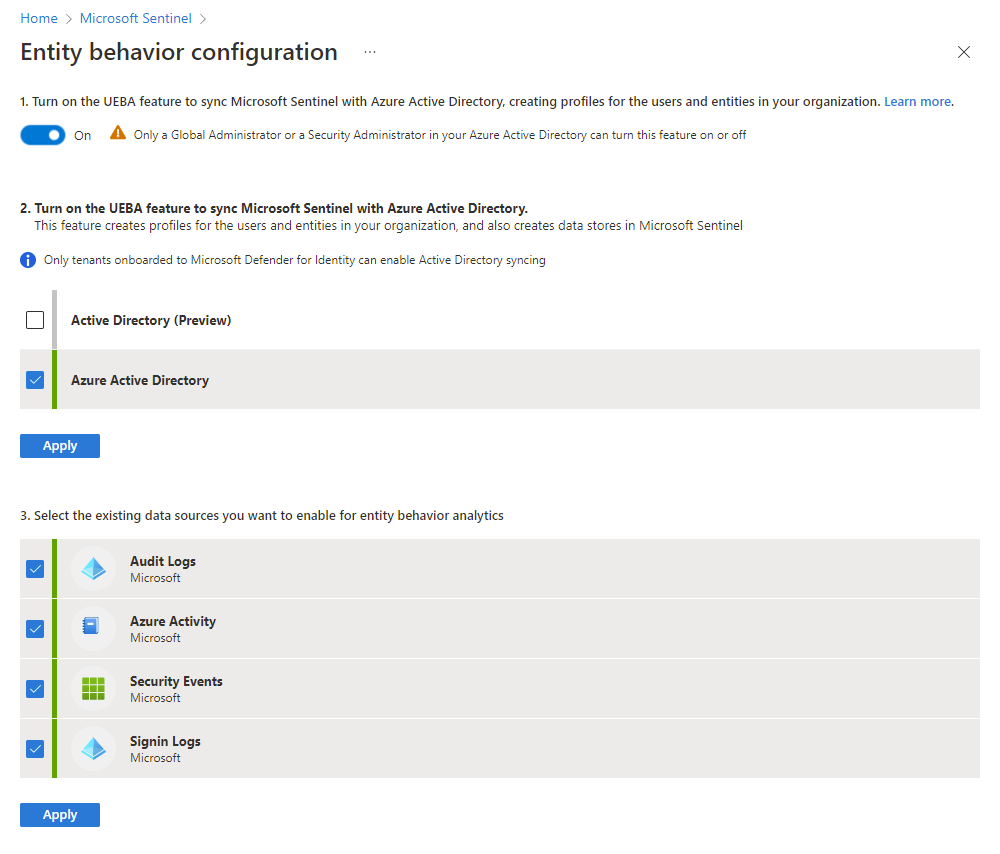 Home > Microsoft Sentinel >
Entity behavior configuration ...
1. Turn on the UEBA feature to sync Microsoft Sentinel with Azure Active Directory, creating profiles for the users and entities in your organization. Learn more.
On Only a Global Administrator or a Security Administrator in your Azure Active Directory can turn this feature on or off
2. Turn on the UEBA feature to sync Microsoft Sentinel with Azure Active Directory.
This feature creates profiles for the users and entities in your organization, and also creates data stores in Microsoft Sentinel
Only tenants onboarded to Microsoft Defender for Identity can enable Active Directory syncing
Active Directory (Preview)
Azure Active Directory
Apply
3. Select the existing data sources you want to enable for entity behavior analytics
Audit Logs
Microsoft
Azure Activity
Microsoft
Security Events
Microsoft
Signin Logs
Microsoft
Apply